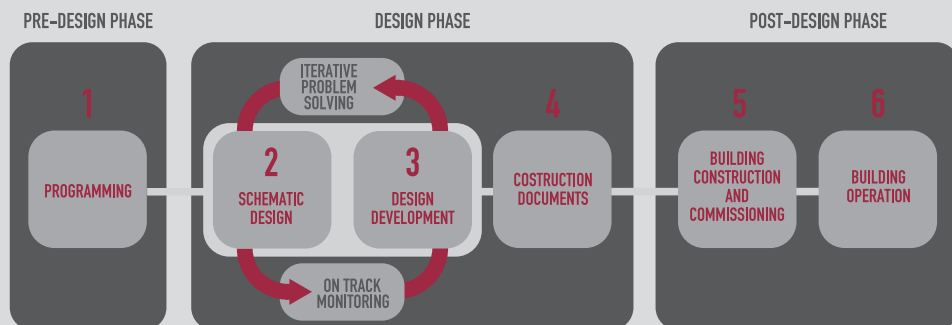 PRE-DESIGN PHASE
DESIGN PHASE
POST-DESIGN PHASE
1
PROGRAMMING
ITERATIVE
PROBLEM
SOLVING
2
SCHEMATIC
DESIGN
3
DESIGN
DEVELOPMENT
ON TRACK
MONITORING
4
COSTRUCTION
DOCUMENTS
5
BUILDING
CONSTRUCTION
AND
COMMISSIONING
6
BUILDING
OPERATION